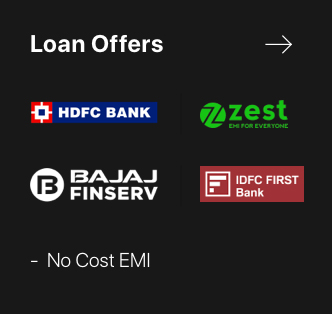 Loan Offers
HDFC BANK
zest
EMI FOR EVERYONE
BAJAJ
FINSERV
IDFC FIRST
Bank
- No Cost EMI